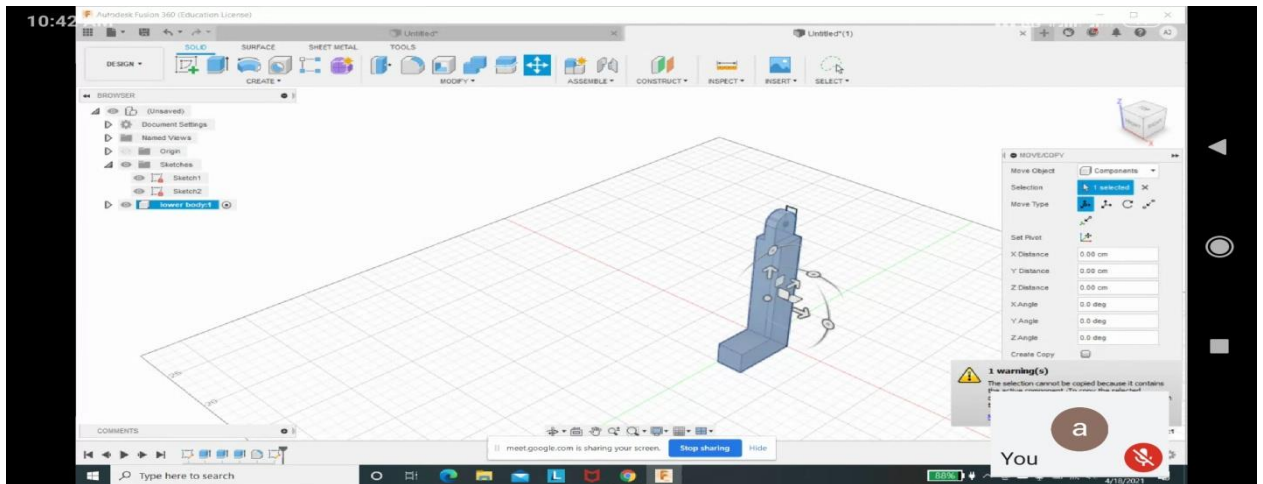 10:42
Autodesk Fusion 360 (Education License)
Untitled*
Untitled*(1)
DESIGN
SOLID
SURFACE
SHEET METAL
TOOLS
CREATE
MODIFY
ASSEMBLE
CONSTRUCT
INSPECT
INSERT
SELECT
BROWSER
(Unsaved)
Document Settings
Named Views
Origin
Sketches
Sketch1
Sketch2
lower body:1
MOVE/COPY
Move Object Components
Selection 1 selected
Move Type
Set Pivot
X Distance 0.00 cm
Y Distance 0.00 cm
Z Distance 0.00 cm
X Angle 0.0 deg
Y Angle 0.0 deg
Z Angle 0.0 deg
Create Copy
1 warning(s)
The selection cannot be copied because it contains
the active component. To copy the selected
a
You
COMMENTS
meet.google.com is sharing your screen. Stop sharing Hide
Type here to search
88%
4/18/2021